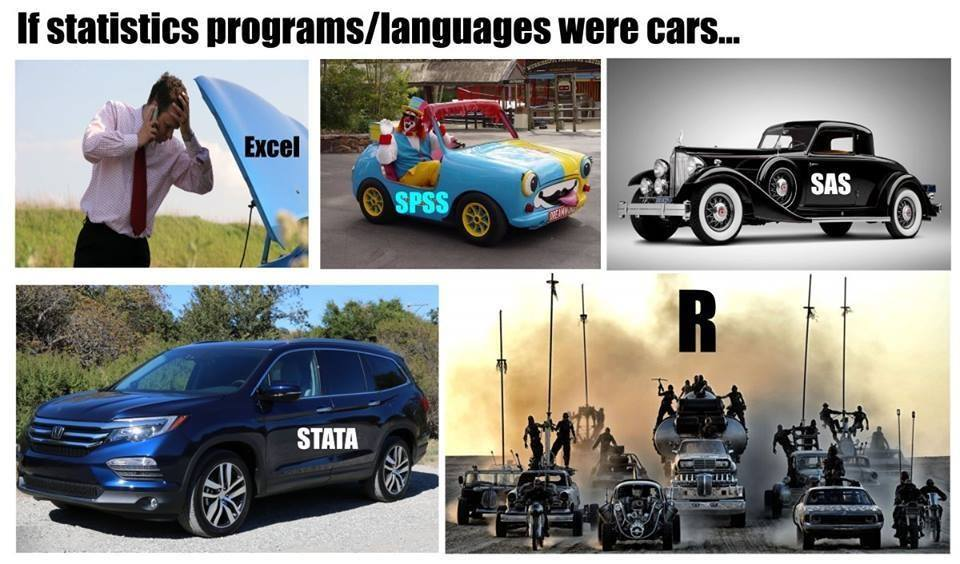 If statistics programs/languages were cars...
Excel
SPSS
SAS
STATA
R